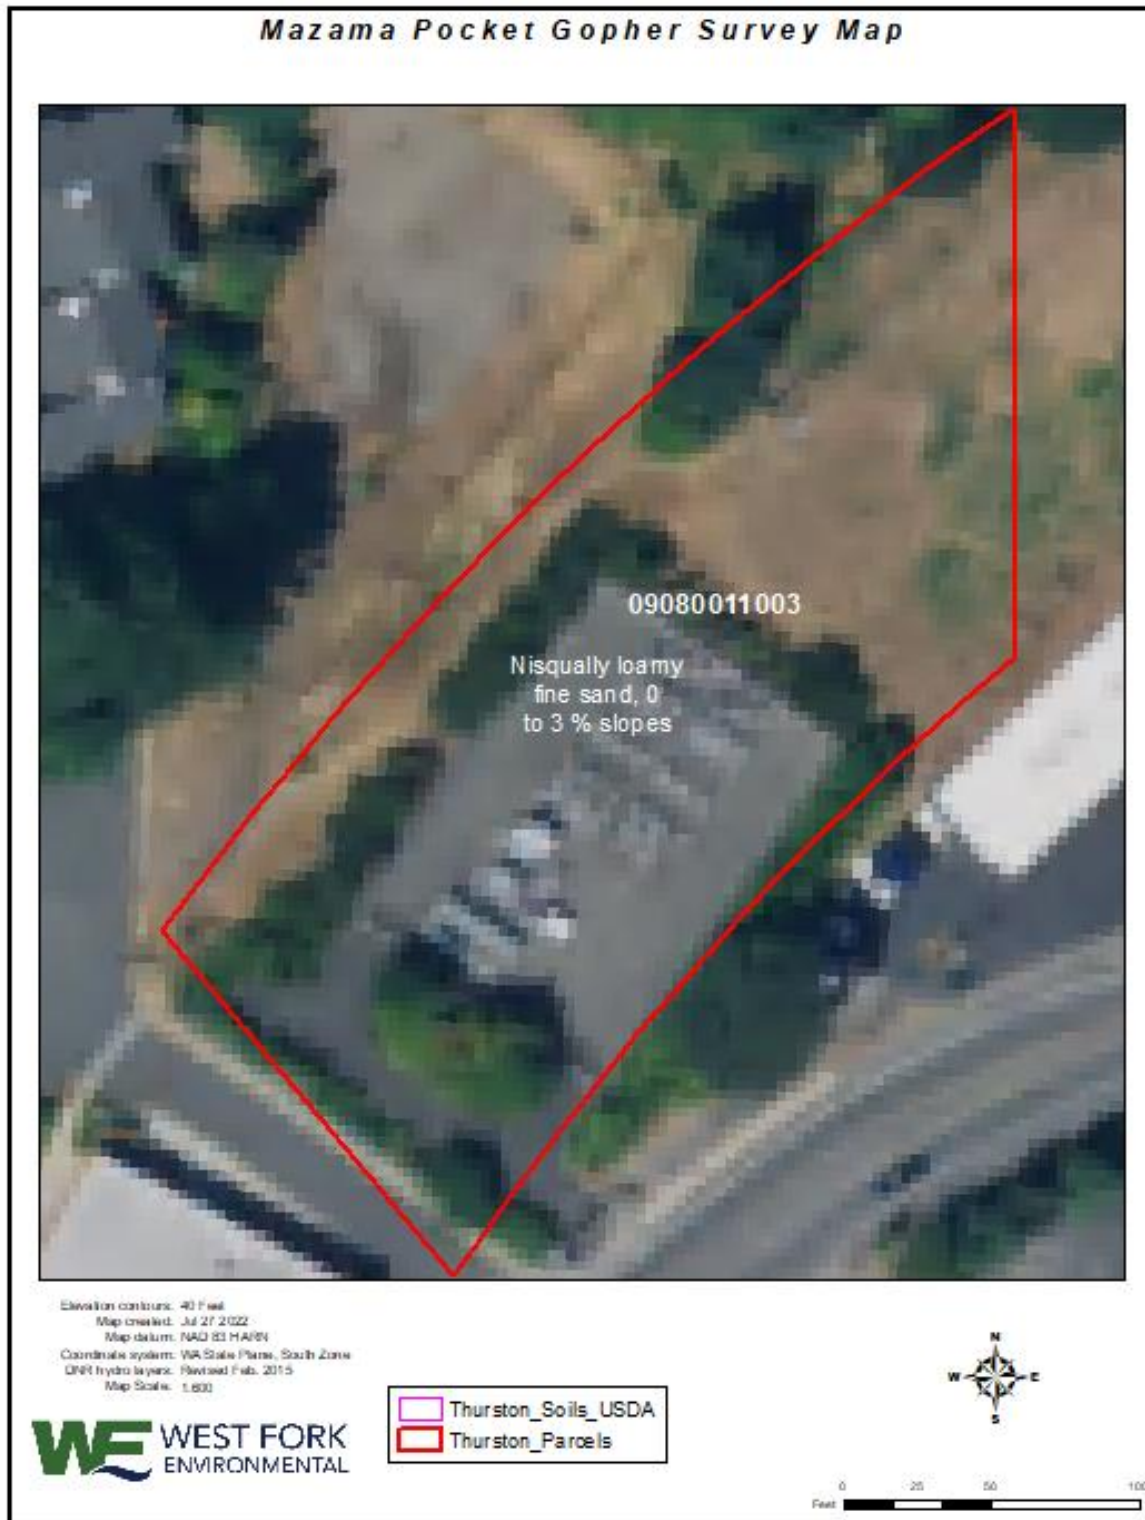 Mazama Pocket Gopher Survey Map
09080011003
Nisqually loamy
fine sand, 0
to 3 % slopes
Elevation contours: 40 Feet
Map created: Jul 27 2022
Map datum: NAD 83 HARN
Coordinate system: WA State Plane, South Zone
DNR hydro layers: Revised Feb. 2015
Map Scale: 1:600
WEST FORK
ENVIRONMENTAL
Thurston_Soils_USDA
Thurston_Parcels
N
W E
S
0 25 50 100
Feet